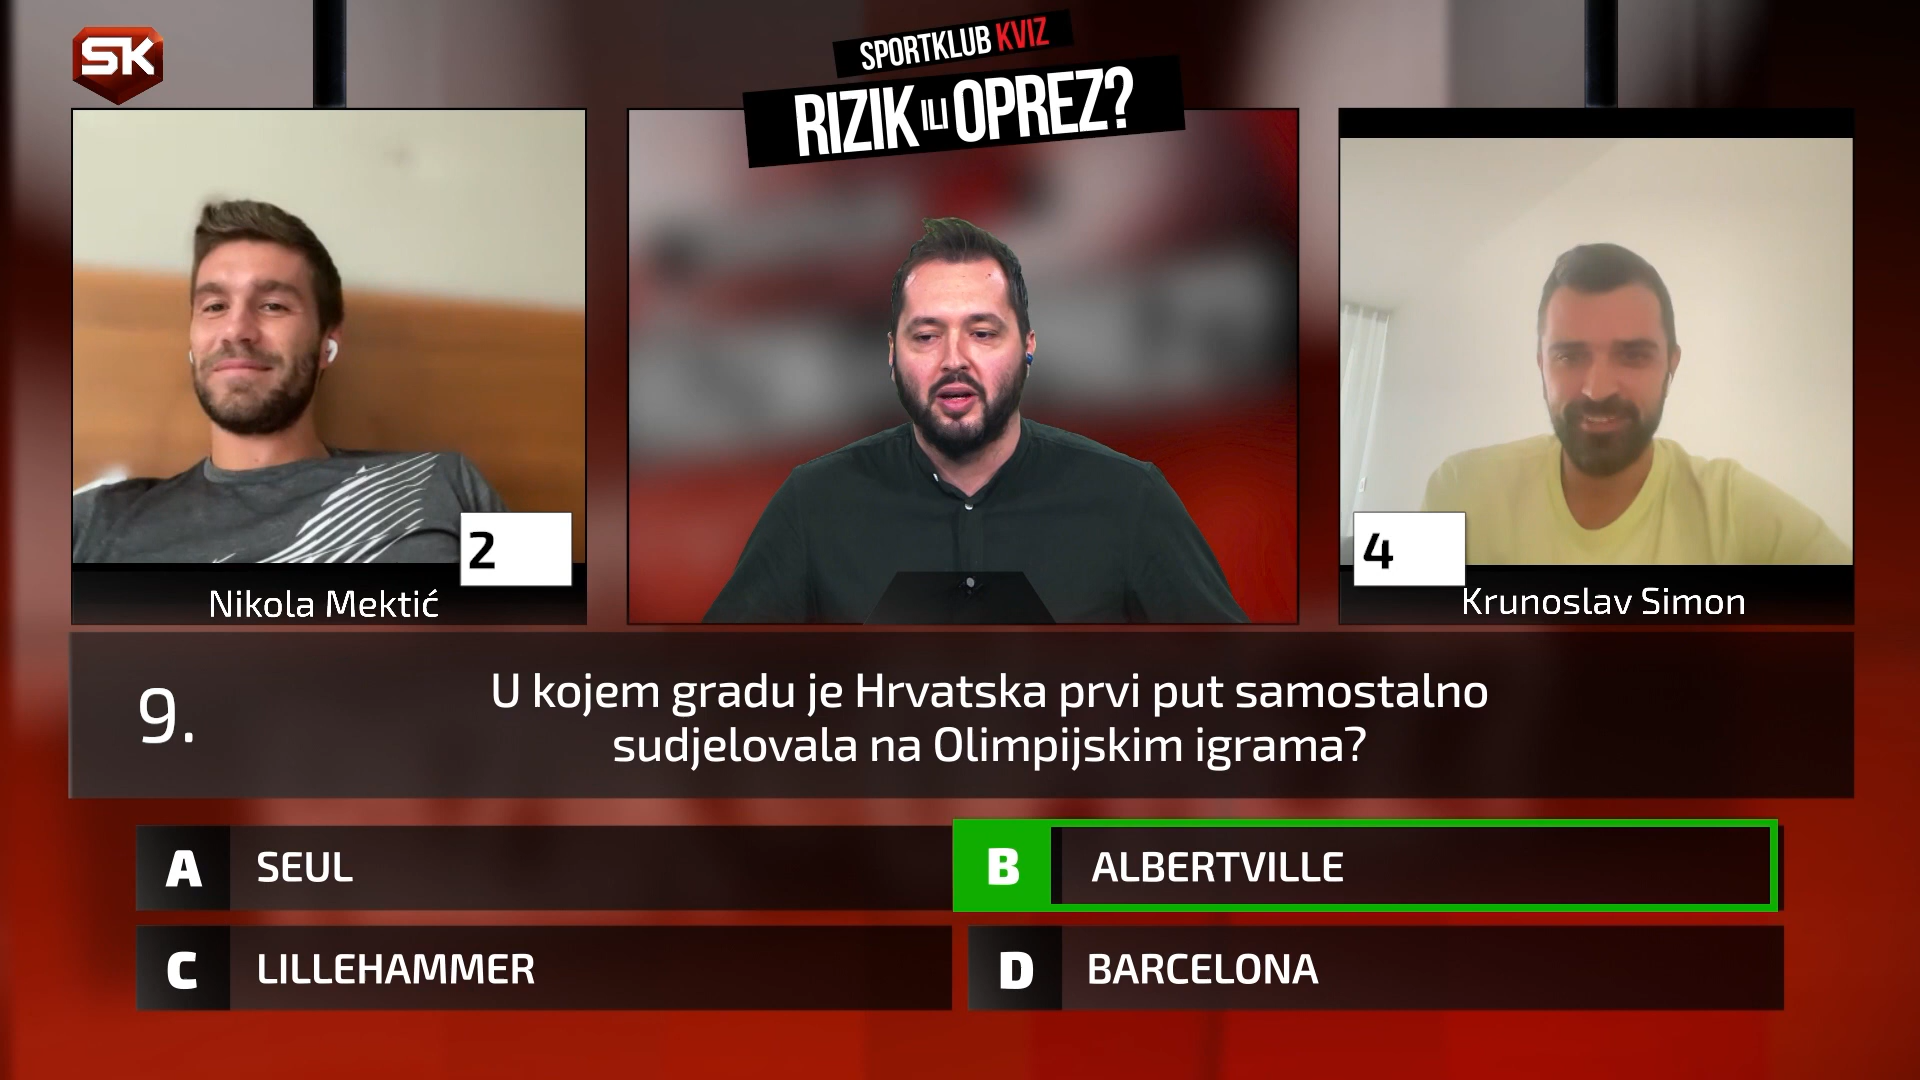 SK
SPORTKLUB KVIZ
RIZIK ILI OPREZ?
2
Nikola Mektić
4
Krunoslav Simon
9.
U kojem gradu je Hrvatska prvi put samostalno
sudjelovala na Olimpijskim igrama?
A SEUL
B ALBERTVILLE
C LILLEHAMMER
D BARCELONA